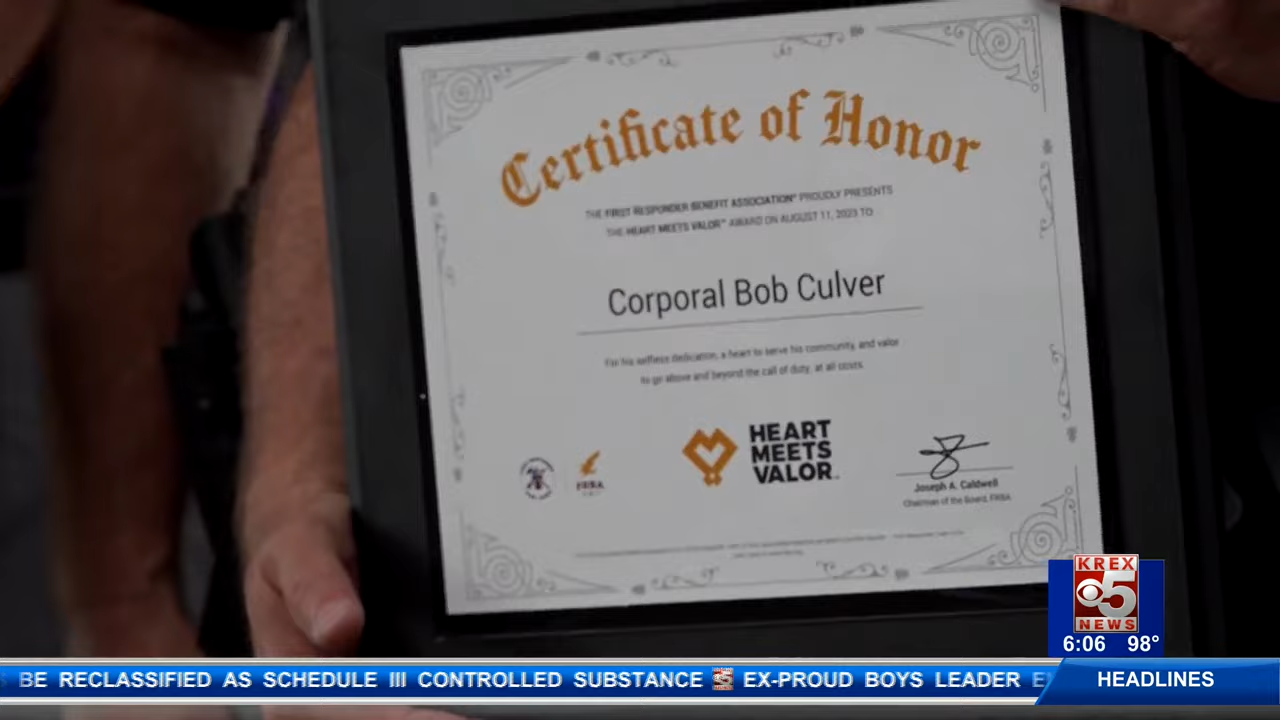 Certificate of Honor
THE FIRST RESPONDER BENEFIT ASSOCIATION® PROUDLY PRESENTS
THE HEART MEETS VALOR™ AWARD ON AUGUST 11, 2023 TO
Corporal Bob Culver
For his selfless dedication, a heart to serve his community, and valor
to go above and beyond the call of duty, at all costs.
HEART
MEETS
VALOR
FRBA
Joseph A. Caldwell
Chairman of the Board, FRBA
KREX
5
NEWS
6:06 98°
BE RECLASSIFIED AS SCHEDULE III CONTROLLED SUBSTANCE KREX 5 NEWS EX-PROUD BOYS LEADER
HEADLINES